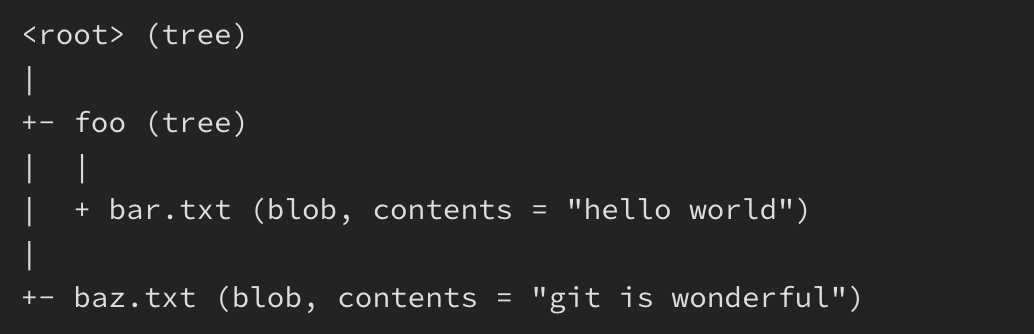 <root> (tree)
|
+- foo (tree)
|  |
|  + bar.txt (blob, contents = "hello world")
|
+- baz.txt (blob, contents = "git is wonderful")